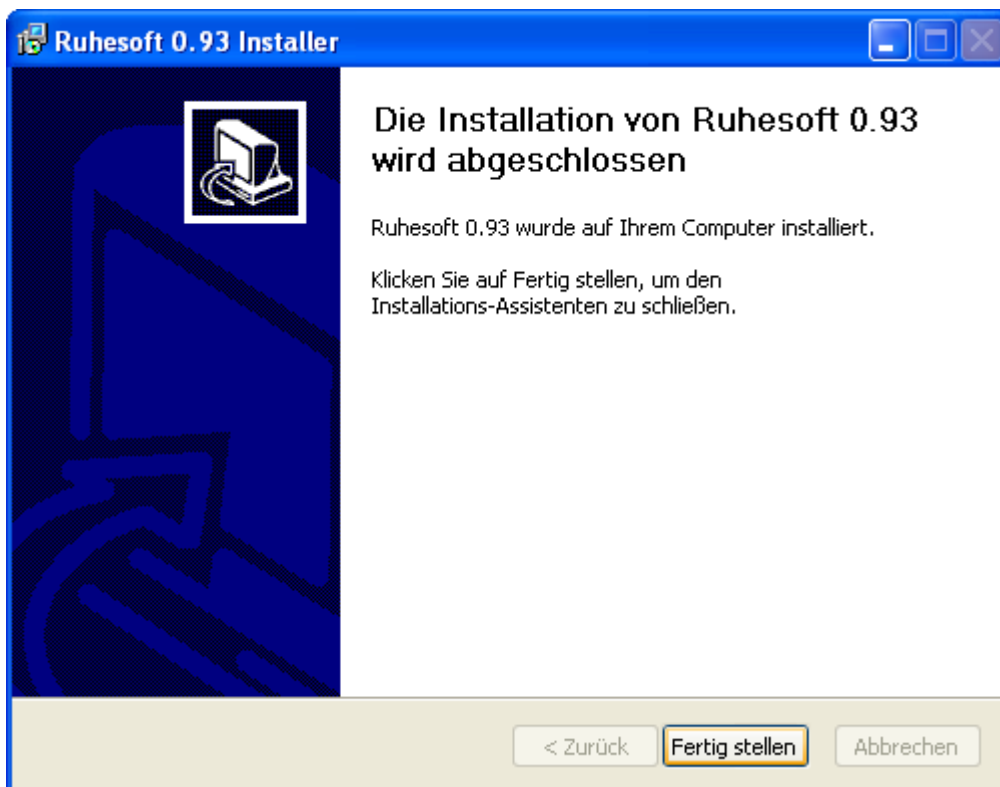 Ruhesoft 0.93 Installer
Die Installation von Ruhesoft 0.93
wird abgeschlossen
Ruhesoft 0.93 wurde auf Ihrem Computer installiert.
Klicken Sie auf Fertig stellen, um den
Installations-Assistenten zu schließen.
< Zurück Fertig stellen Abbrechen